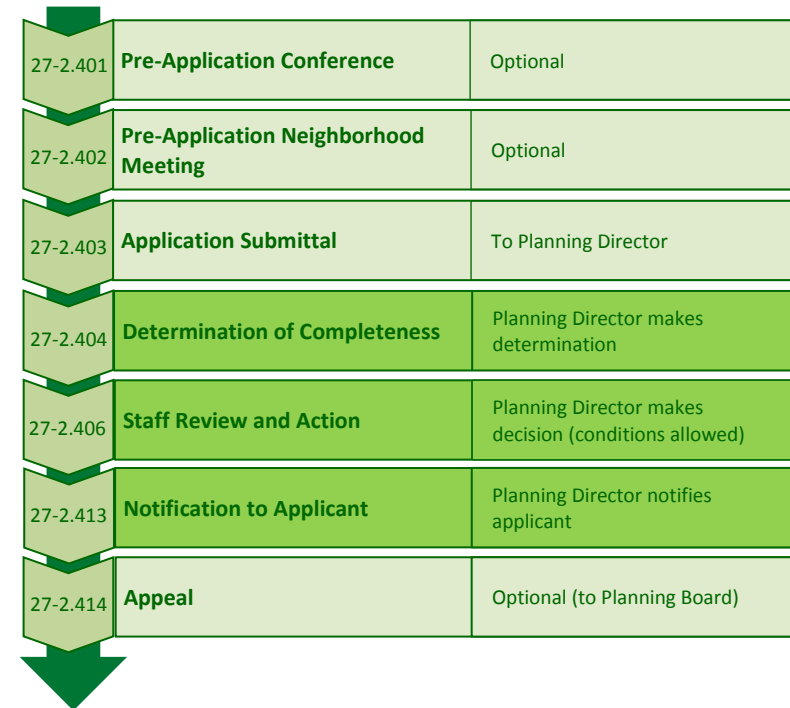 27-2.401
Pre-Application Conference
Optional
27-2.402
Pre-Application Neighborhood
Meeting
Optional
27-2.403
Application Submittal
To Planning Director
27-2.404
Determination of Completeness
Planning Director makes
determination
27-2.406
Staff Review and Action
Planning Director makes
decision (conditions allowed)
27-2.413
Notification to Applicant
Planning Director notifies
applicant
27-2.414
Appeal
Optional (to Planning Board)